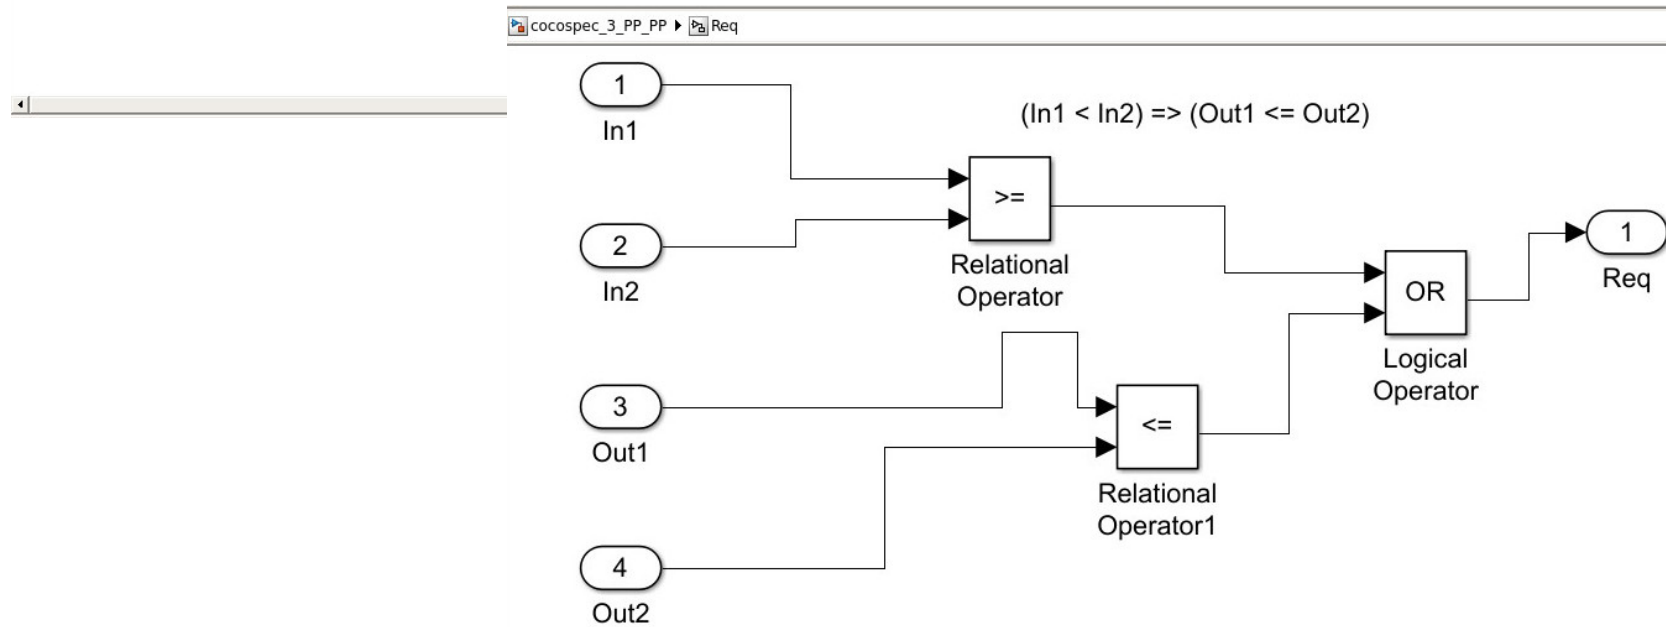 cocospec_3_PP_PP Req
1
In1
(In1 < In2) => (Out1 <= Out2)
>=
Relational
Operator
2
In2
1
Req
OR
Logical
Operator
3
Out1
<=
Relational
Operator1
4
Out2